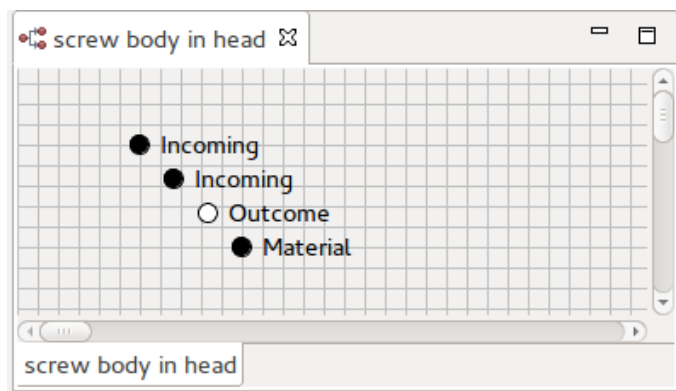 screw body in head
Incoming
Incoming
Outcome
Material
screw body in head